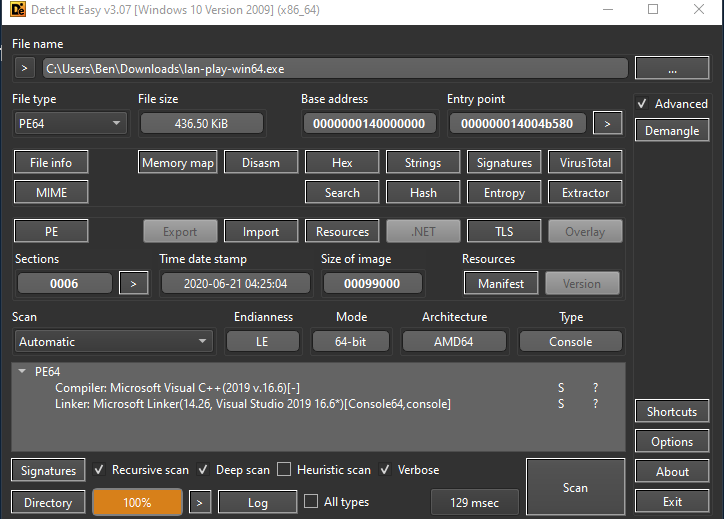 Detect It Easy v3.07 [Windows 10 Version 2009] (x86_64)
File name
> C:\Users\Ben\Downloads\lan-play-win64.exe ...
File type File size Base address Entry point Advanced
PE64 436.50 KiB 0000000140000000 000000014004b580 > Demangle
File info Memory map Disasm Hex Strings Signatures VirusTotal
MIME Search Hash Entropy Extractor
PE Export Import Resources .NET TLS Overlay
Sections Time date stamp Size of image Resources
0006 > 2020-06-21 04:25:04 00099000 Manifest Version
Scan Endianness Mode Architecture Type
Automatic LE 64-bit AMD64 Console
PE64
Compiler: Microsoft Visual C++(2019 v.16.6)[-] S ?
Linker: Microsoft Linker(14.26, Visual Studio 2019 16.6*)[Console64,console] S ?
Shortcuts
Options
Signatures Recursive scan Deep scan Heuristic scan Verbose Scan About
Directory 100% > Log All types 129 msec Exit